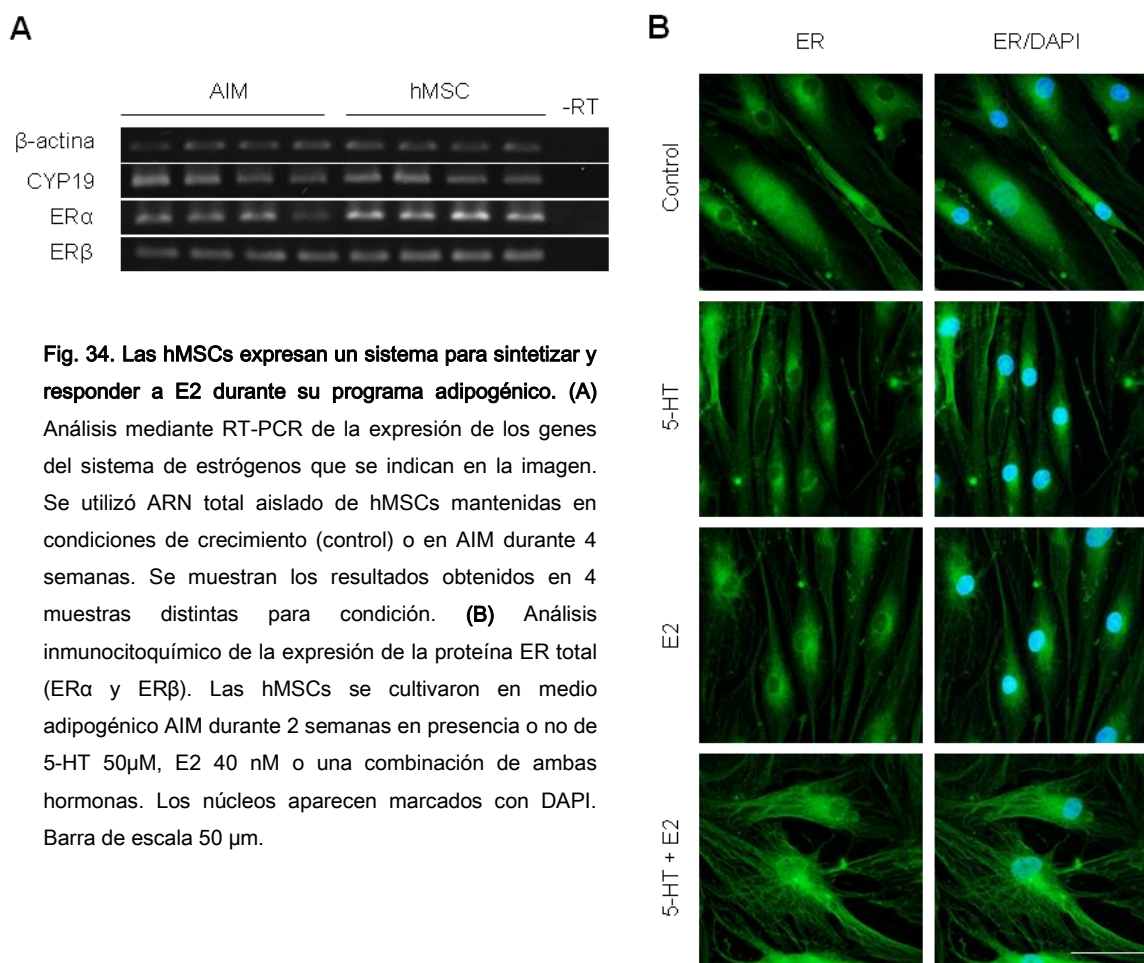 A
AIM hMSC -RT
β-actina
CYP19
ERα
ERβ
Fig. 34. Las hMSCs expresan un sistema para sintetizar y
responder a E2 durante su programa adipogénico. (A)
Análisis mediante RT-PCR de la expresión de los genes
del sistema de estrógenos que se indican en la imagen.
Se utilizó ARN total aislado de hMSCs mantenidas en
condiciones de crecimiento (control) o en AIM durante 4
semanas. Se muestran los resultados obtenidos en 4
muestras distintas para condición. (B) Análisis
inmunocitoquímico de la expresión de la proteína ER total
(ERα y ERβ). Las hMSCs se cultivaron en medio
adipogénico AIM durante 2 semanas en presencia o no de
5-HT 50µM, E2 40 nM o una combinación de ambas
hormonas. Los núcleos aparecen marcados con DAPI.
Barra de escala 50 µm.
B
ER ER/DAPI
Control
5-HT
E2
5-HT + E2